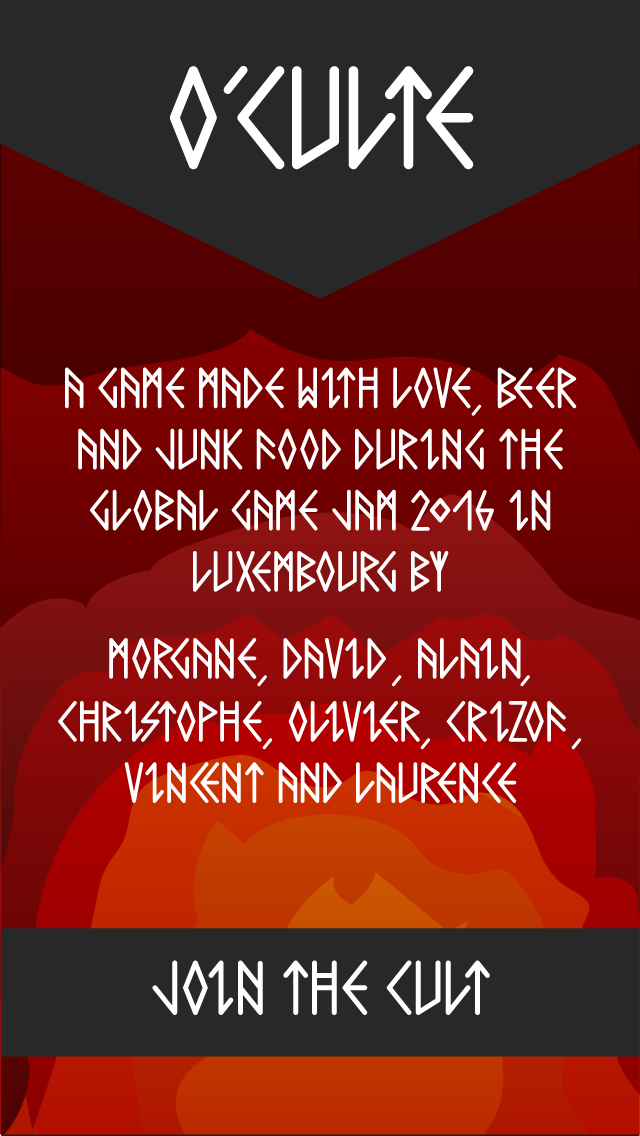 O'CULTE
A GAME MADE WITH LOVE, BEER
AND JUNK FOOD DURING THE
GLOBAL GAME JAM 2016 IN
LUXEMBOURG BY
MORGANE, DAVID, ALAIN,
CHRISTOPHE, OLIVIER, CRIZOF,
VINCENT AND LAURENCE
JOIN THE CULT